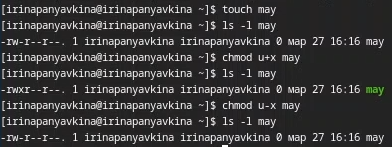 [irinapanyavkina@irinapanyavkina ~]$ touch may
[irinapanyavkina@irinapanyavkina ~]$ ls -l may
-rw-r--r--. 1 irinapanyavkina irinapanyavkina 0 мар 27 16:16 may
[irinapanyavkina@irinapanyavkina ~]$ chmod u+x may
[irinapanyavkina@irinapanyavkina ~]$ ls -l may
-rwxr--r--. 1 irinapanyavkina irinapanyavkina 0 мар 27 16:16 may
[irinapanyavkina@irinapanyavkina ~]$ chmod u-x may
[irinapanyavkina@irinapanyavkina ~]$ ls -l may
-rw-r--r--. 1 irinapanyavkina irinapanyavkina 0 мар 27 16:16 may